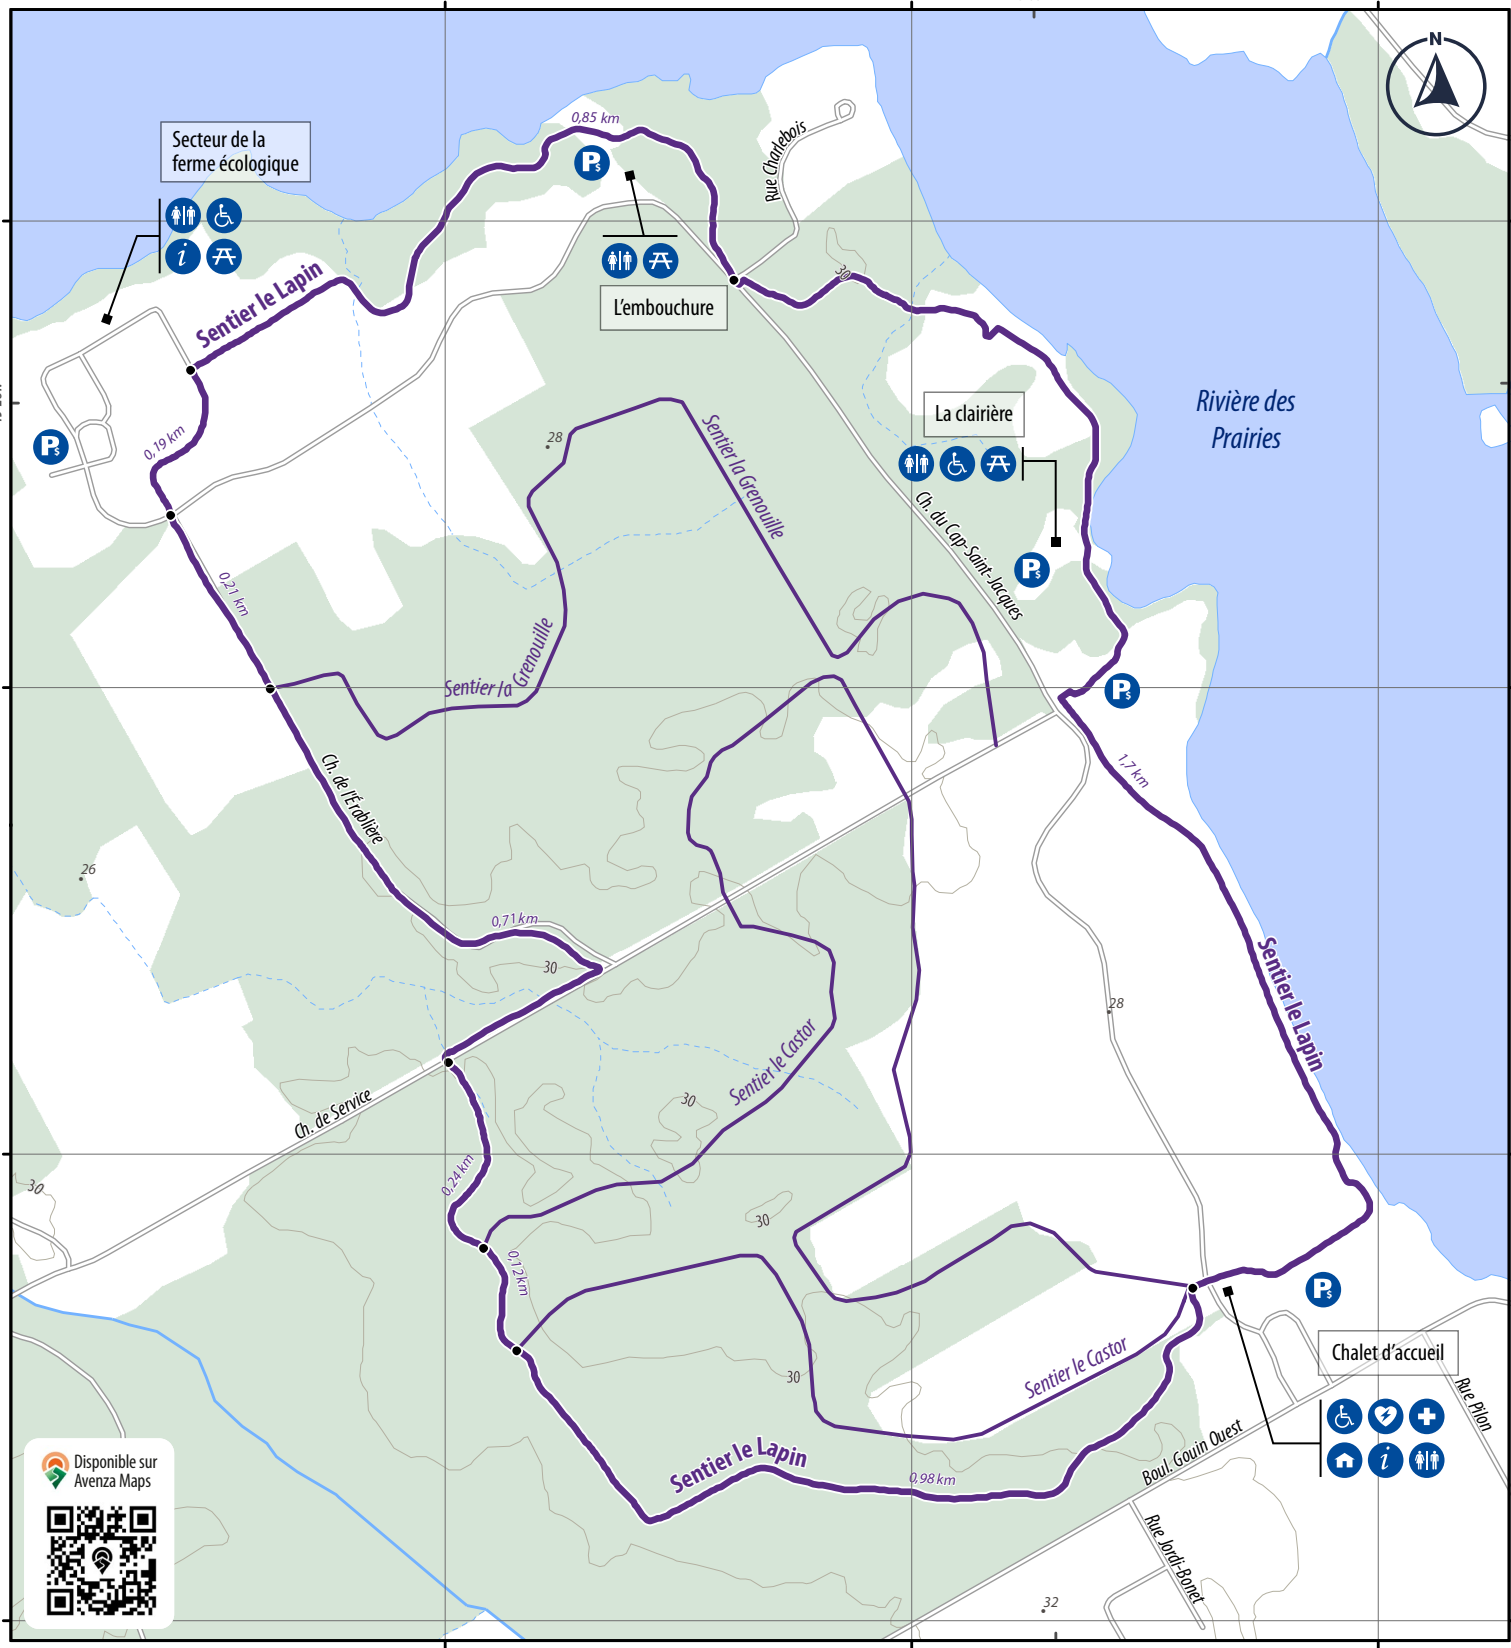 N
0,85 km
Rue Charlebois
Secteur de la
ferme écologique
P$
i
Sentier le Lapin
L'embouchure
30
Rivière des
Prairies
La clairière
P$
0,19 km
28
Sentier la Grenouille
Ch. du Cap-Saint-Jacques
P$
0,21 km
Sentier la Grenouille
P$
1,7 km
Ch. de l'Érablière
26
0,71 km
30
Sentier le Lapin
28
Sentier le Castor
30
Ch. de Service
0,24 km
30
30
0,12 km
P$
30
Sentier le Castor
Chalet d'accueil
Rue Pilon
i
Boul. Gouin Ouest
Sentier le Lapin
0,98 km
Disponible sur
Avenza Maps
Rue Jordi-Bonet
32